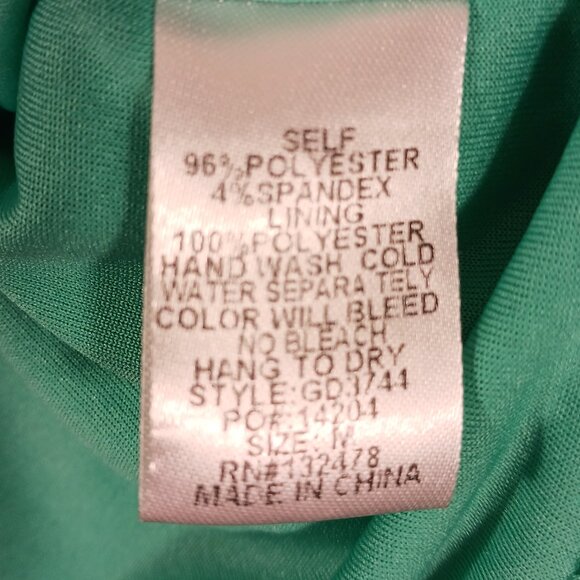 SELF
96%POLYESTER
4%SPANDEX
LINING
100%POLYESTER
HAND WASH COLD
WATER SEPARA TELY
COLOR WILL BLEED
NO BLEACH
HANG TO DRY
STYLE:GD3744
PO#:14204
SIZE: M
RN#132478
MADE IN CHINA